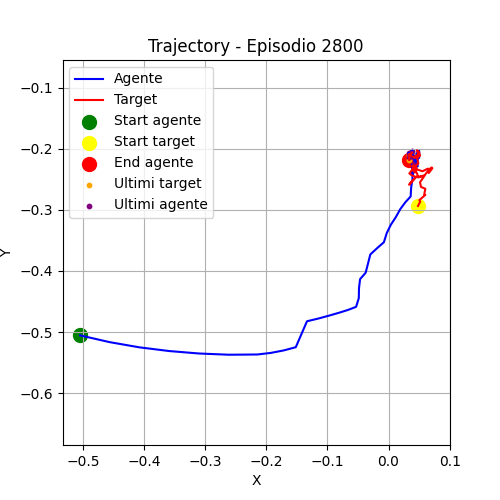 Trajectory - Episodio 2800
Agente
Target
Start agente
Start target
End agente
Ultimi target
Ultimi agente
−0.1
−0.2
−0.3
−0.4
−0.5
−0.6
Y
−0.5 −0.4 −0.3 −0.2 −0.1 0.0 0.1
X